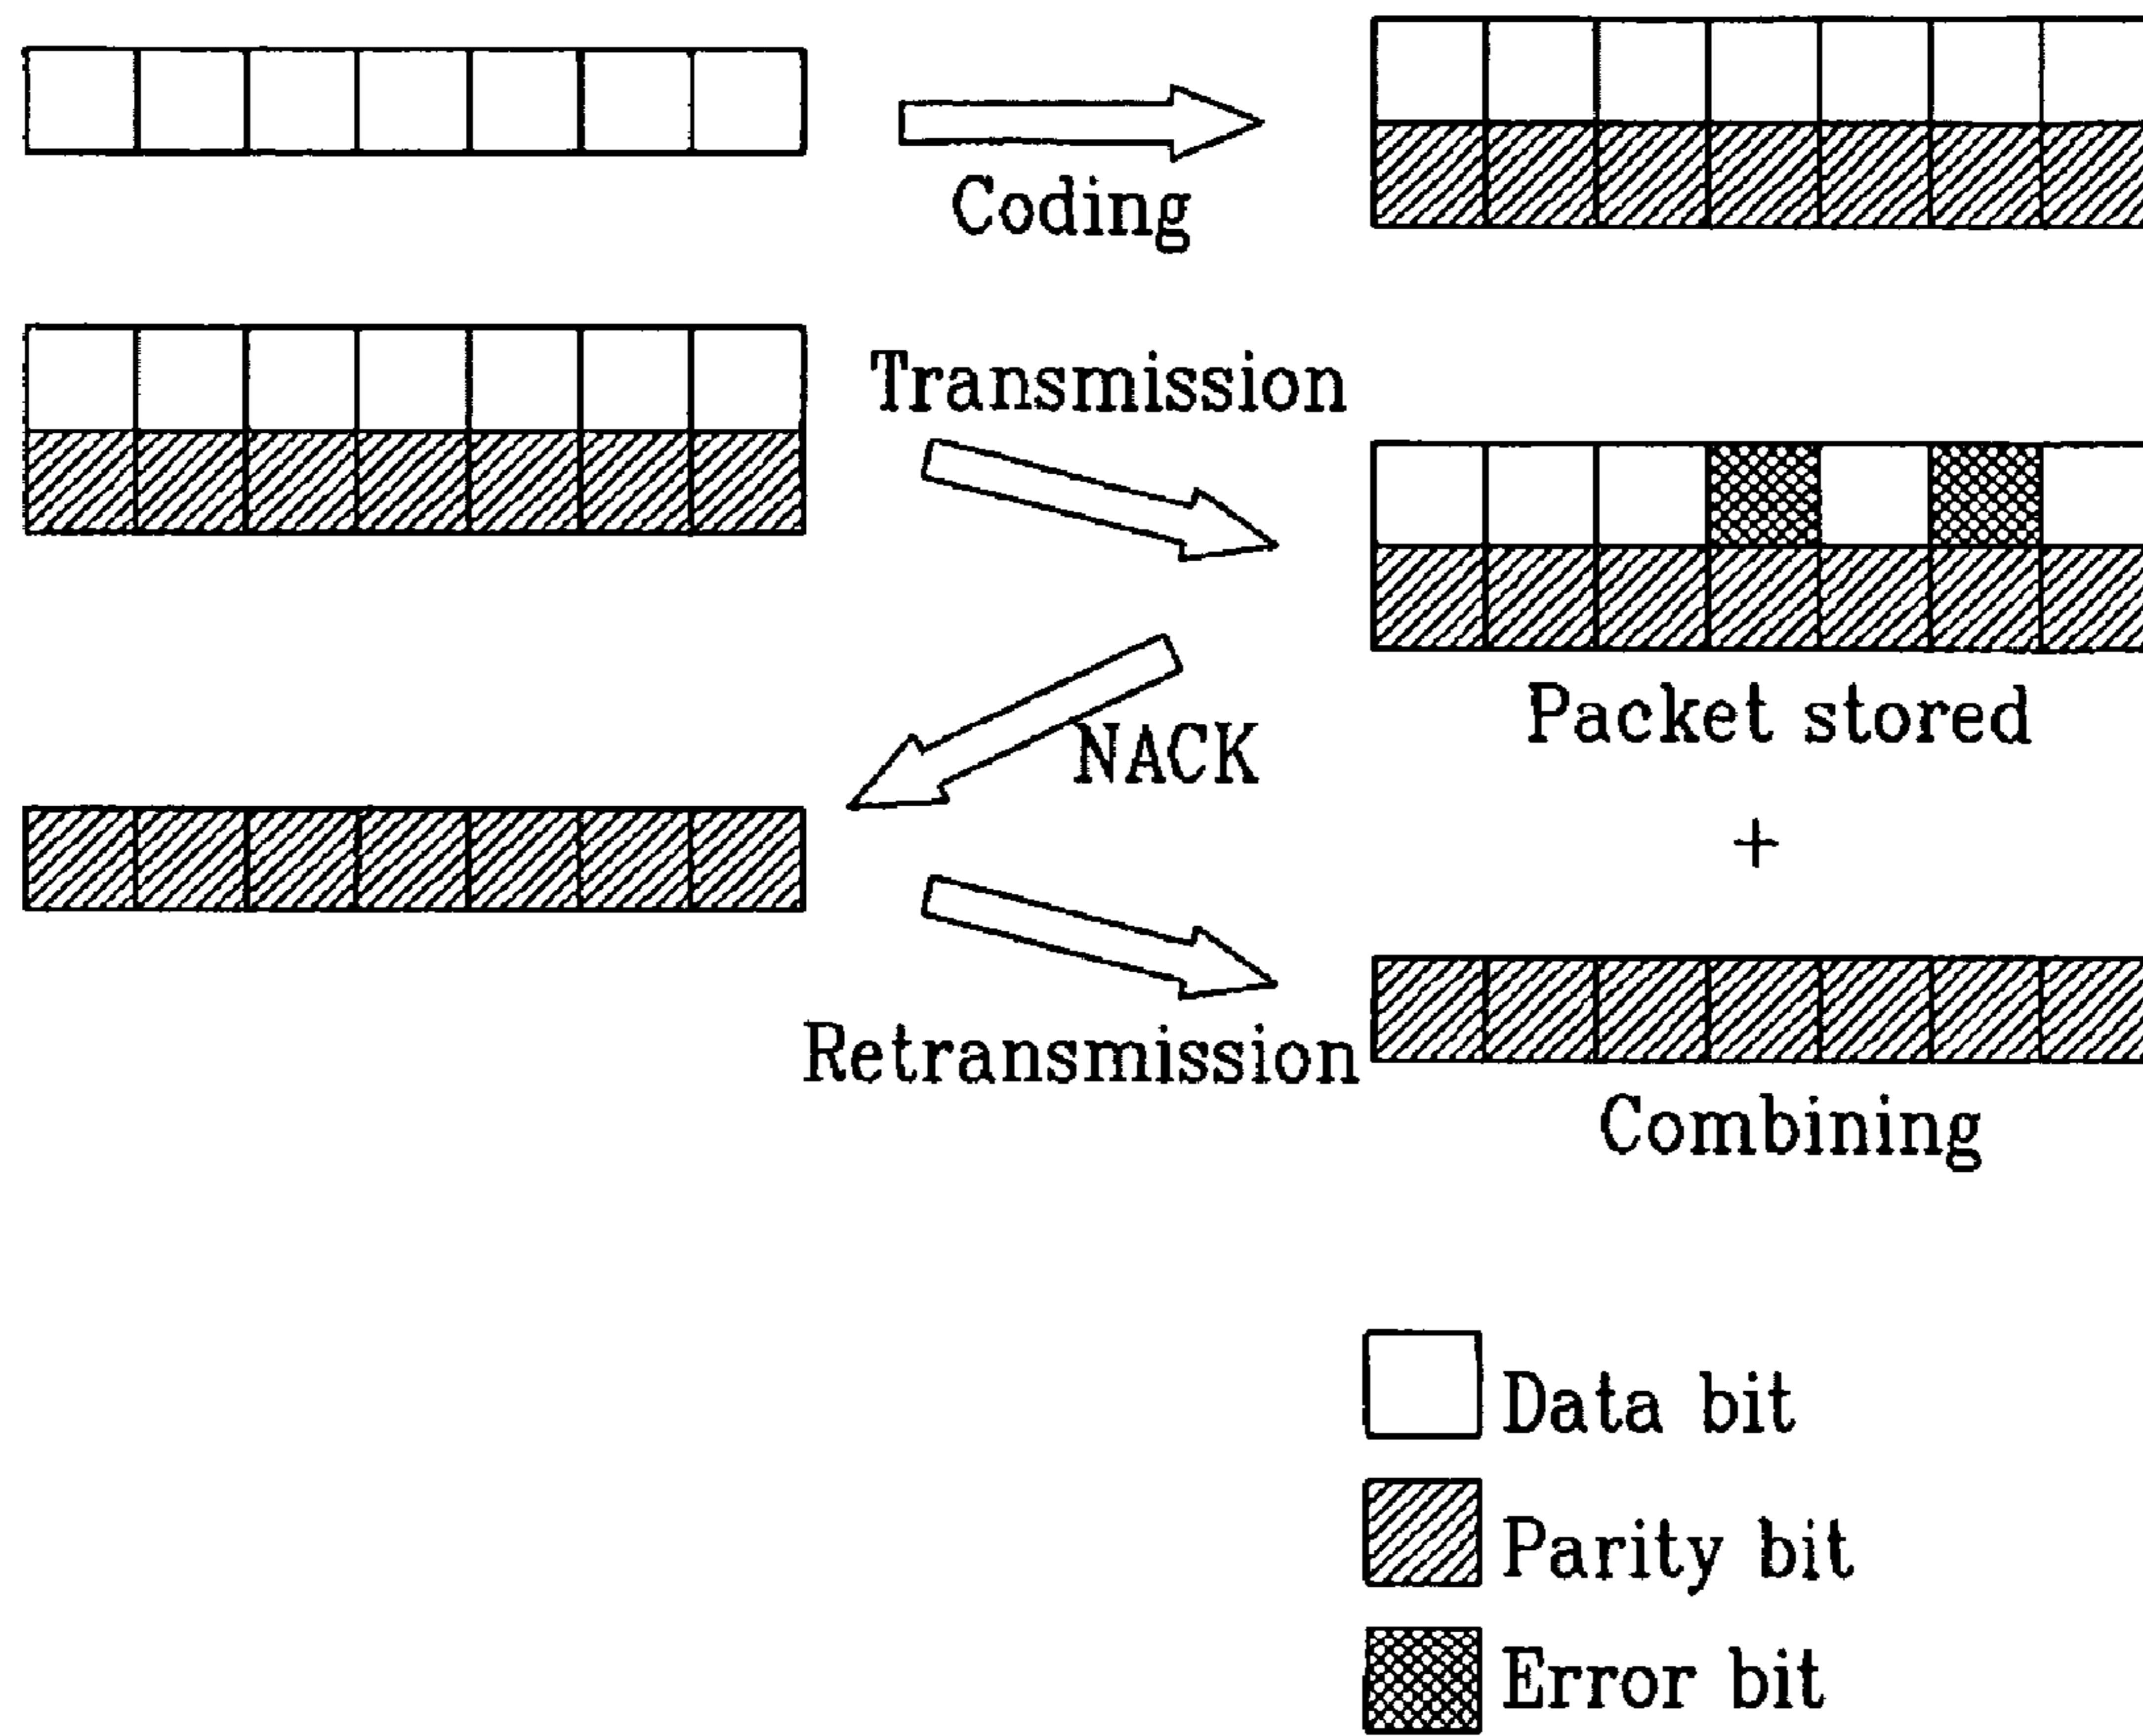 Coding
Transmission
Packet stored
NACK
+
Retransmission
Combining
Data bit
Parity bit
Error bit